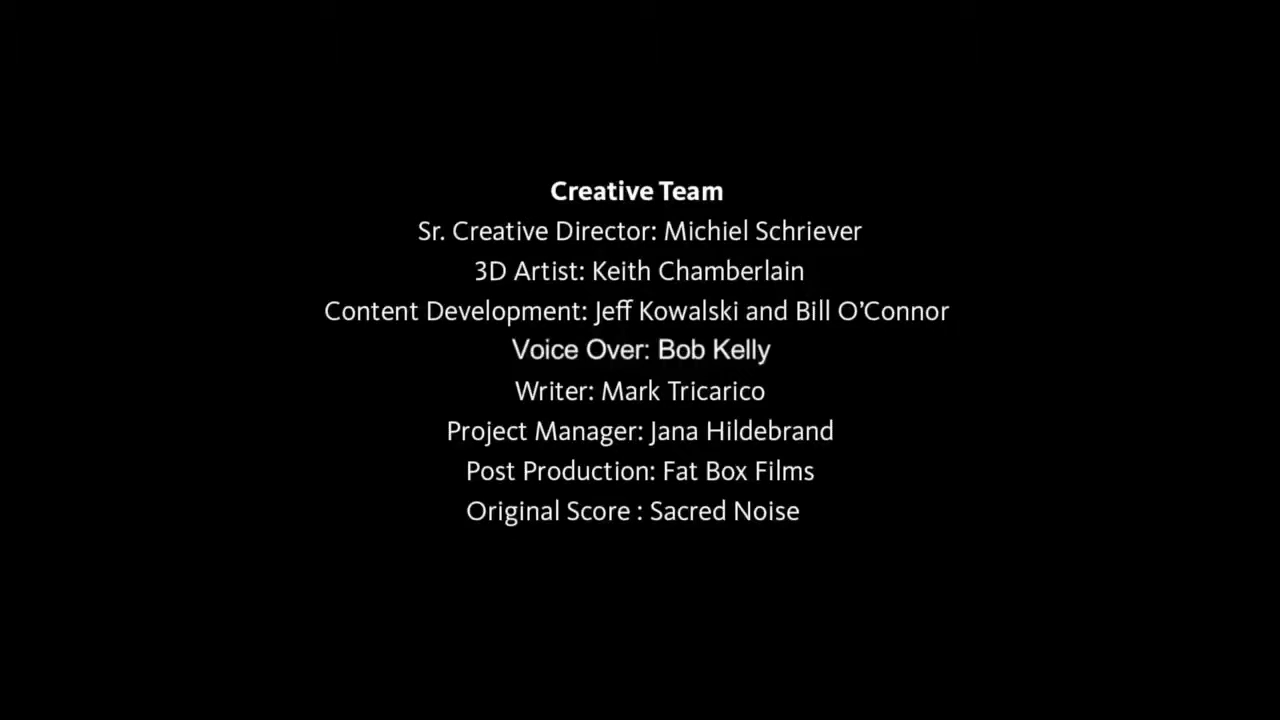 Creative Team
Sr. Creative Director: Michiel Schriever
3D Artist: Keith Chamberlain
Content Development: Jeff Kowalski and Bill O’Connor
Voice Over: Bob Kelly
Writer: Mark Tricarico
Project Manager: Jana Hildebrand
Post Production: Fat Box Films
Original Score : Sacred Noise